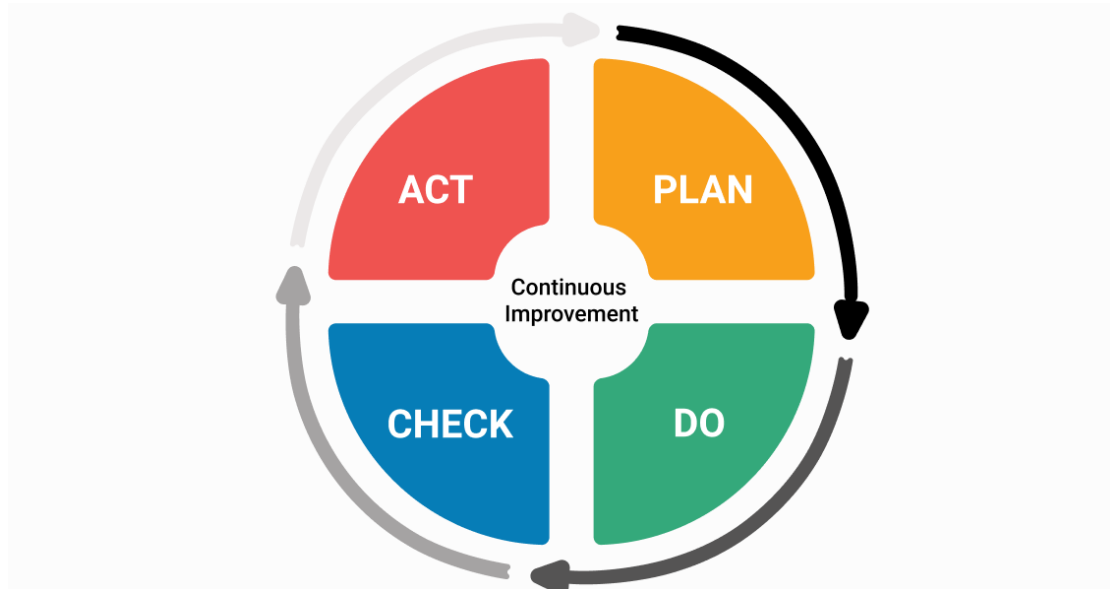 ACT
PLAN
Continuous
Improvement
CHECK
DO